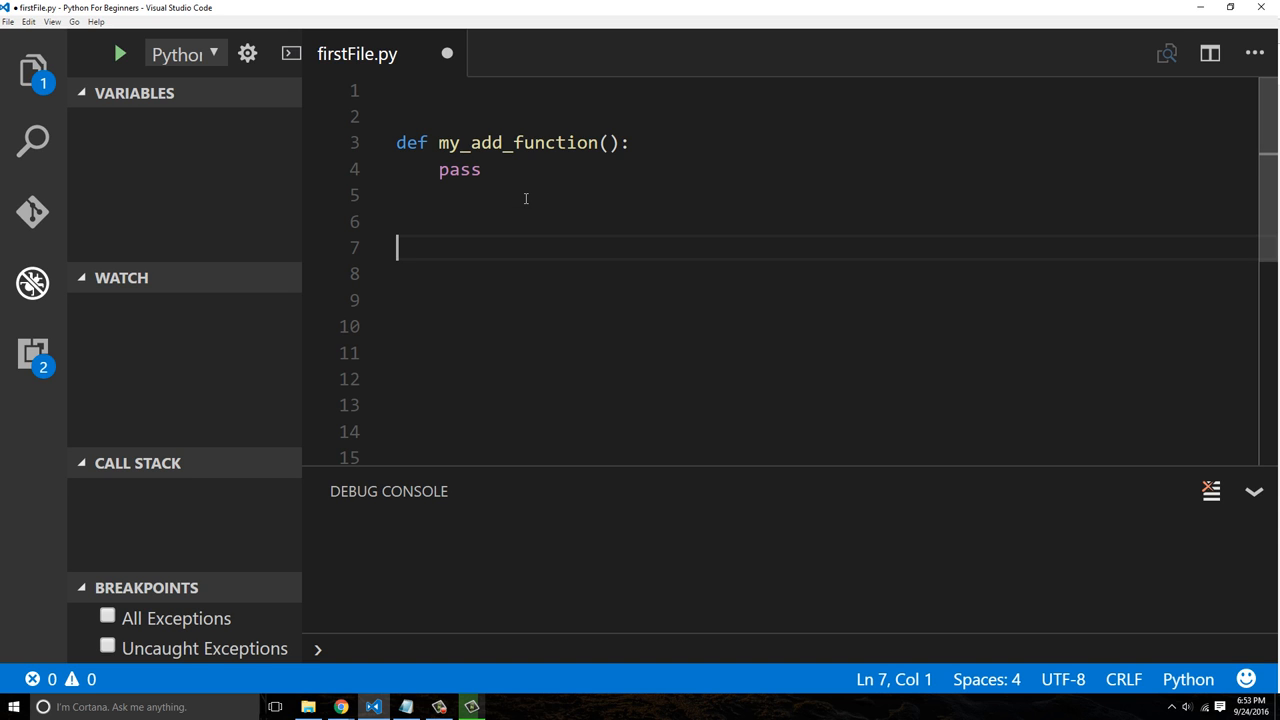 ● firstFile.py - Python For Beginners - Visual Studio Code
File Edit View Go Help
Python
firstFile.py
1
VARIABLES
WATCH
CALL STACK
BREAKPOINTS
All Exceptions
Uncaught Exceptions
2
1
2
3 def my_add_function():
4 pass
5
6
7
8
9
10
11
12
13
14
15
DEBUG CONSOLE
0 0
Ln 7, Col 1
Spaces: 4
UTF-8
CRLF
Python
I'm Cortana. Ask me anything.
6:53 PM
9/24/2016